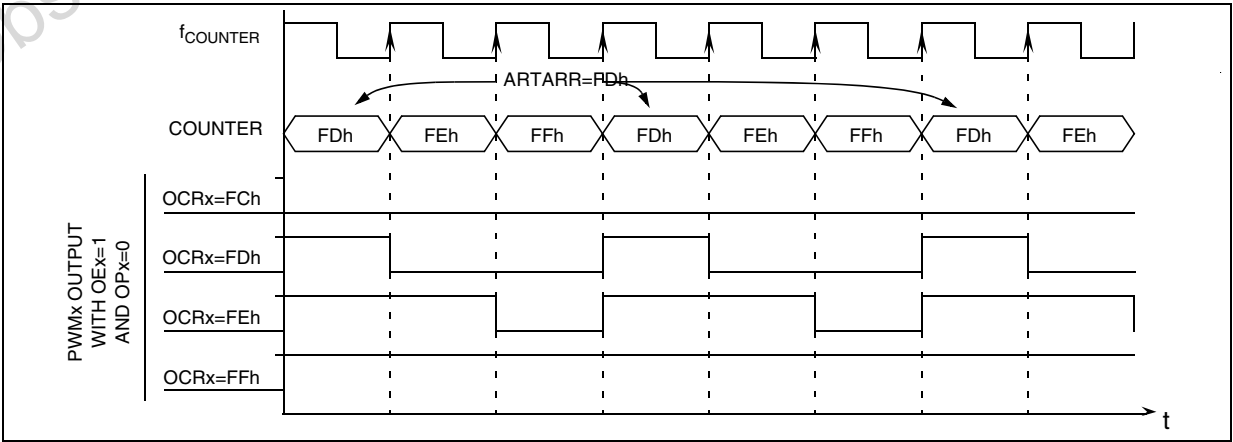 fCOUNTER
ARTARR=FDh
COUNTER
FDh FEh FFh FDh FEh FFh FDh FEh
OCRx=FCh
OCRx=FDh
OCRx=FEh
OCRx=FFh
PWMx OUTPUT
WITH OEx=1
AND OPx=0
t